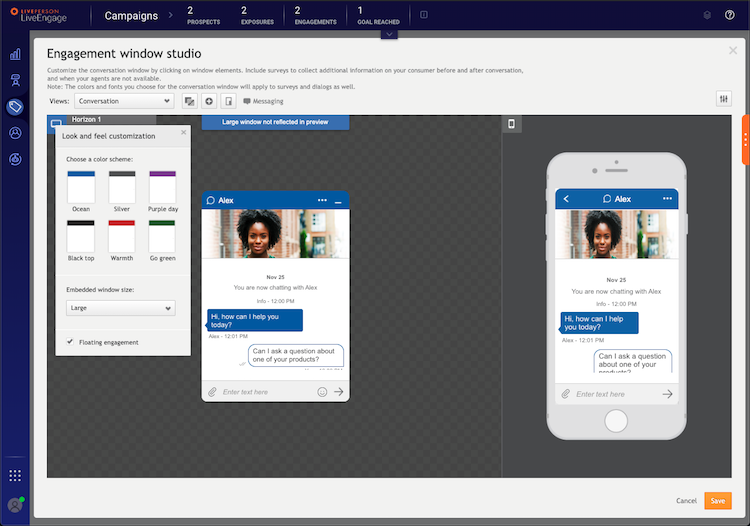 LIVEPERSON
LiveEngage
Campaigns
2
PROSPECTS
2
EXPOSURES
2
ENGAGEMENTS
1
GOAL REACHED
Engagement window studio
Customize the conversation window by clicking on window elements. Include surveys to collect additional information on your consumer before and after conversation,
and when your agents are not available.
Note: The colors and fonts you choose for the conversation window will apply to surveys and dialogs as well.
Views:
Conversation
Messaging
Horizon 1
Large window not reflected in preview
Look and feel customization
Choose a color scheme:
Ocean
Silver
Purple day
Black top
Warmth
Go green
Embedded window size:
Large
Floating engagement
Alex
Nov 25
You are now chatting with Alex
Info - 12:00 PM
Hi, how can I help you
today?
Alex - 12:01 PM
Can I ask a question about
one of your products?
Enter text here
Alex
Nov 25
You are now chatting with Alex
Info - 12:00 PM
Hi, how can I help
you today?
Alex - 12:01 PM
Can I ask a question
about one of your
products?
Enter text here
Cancel
Save